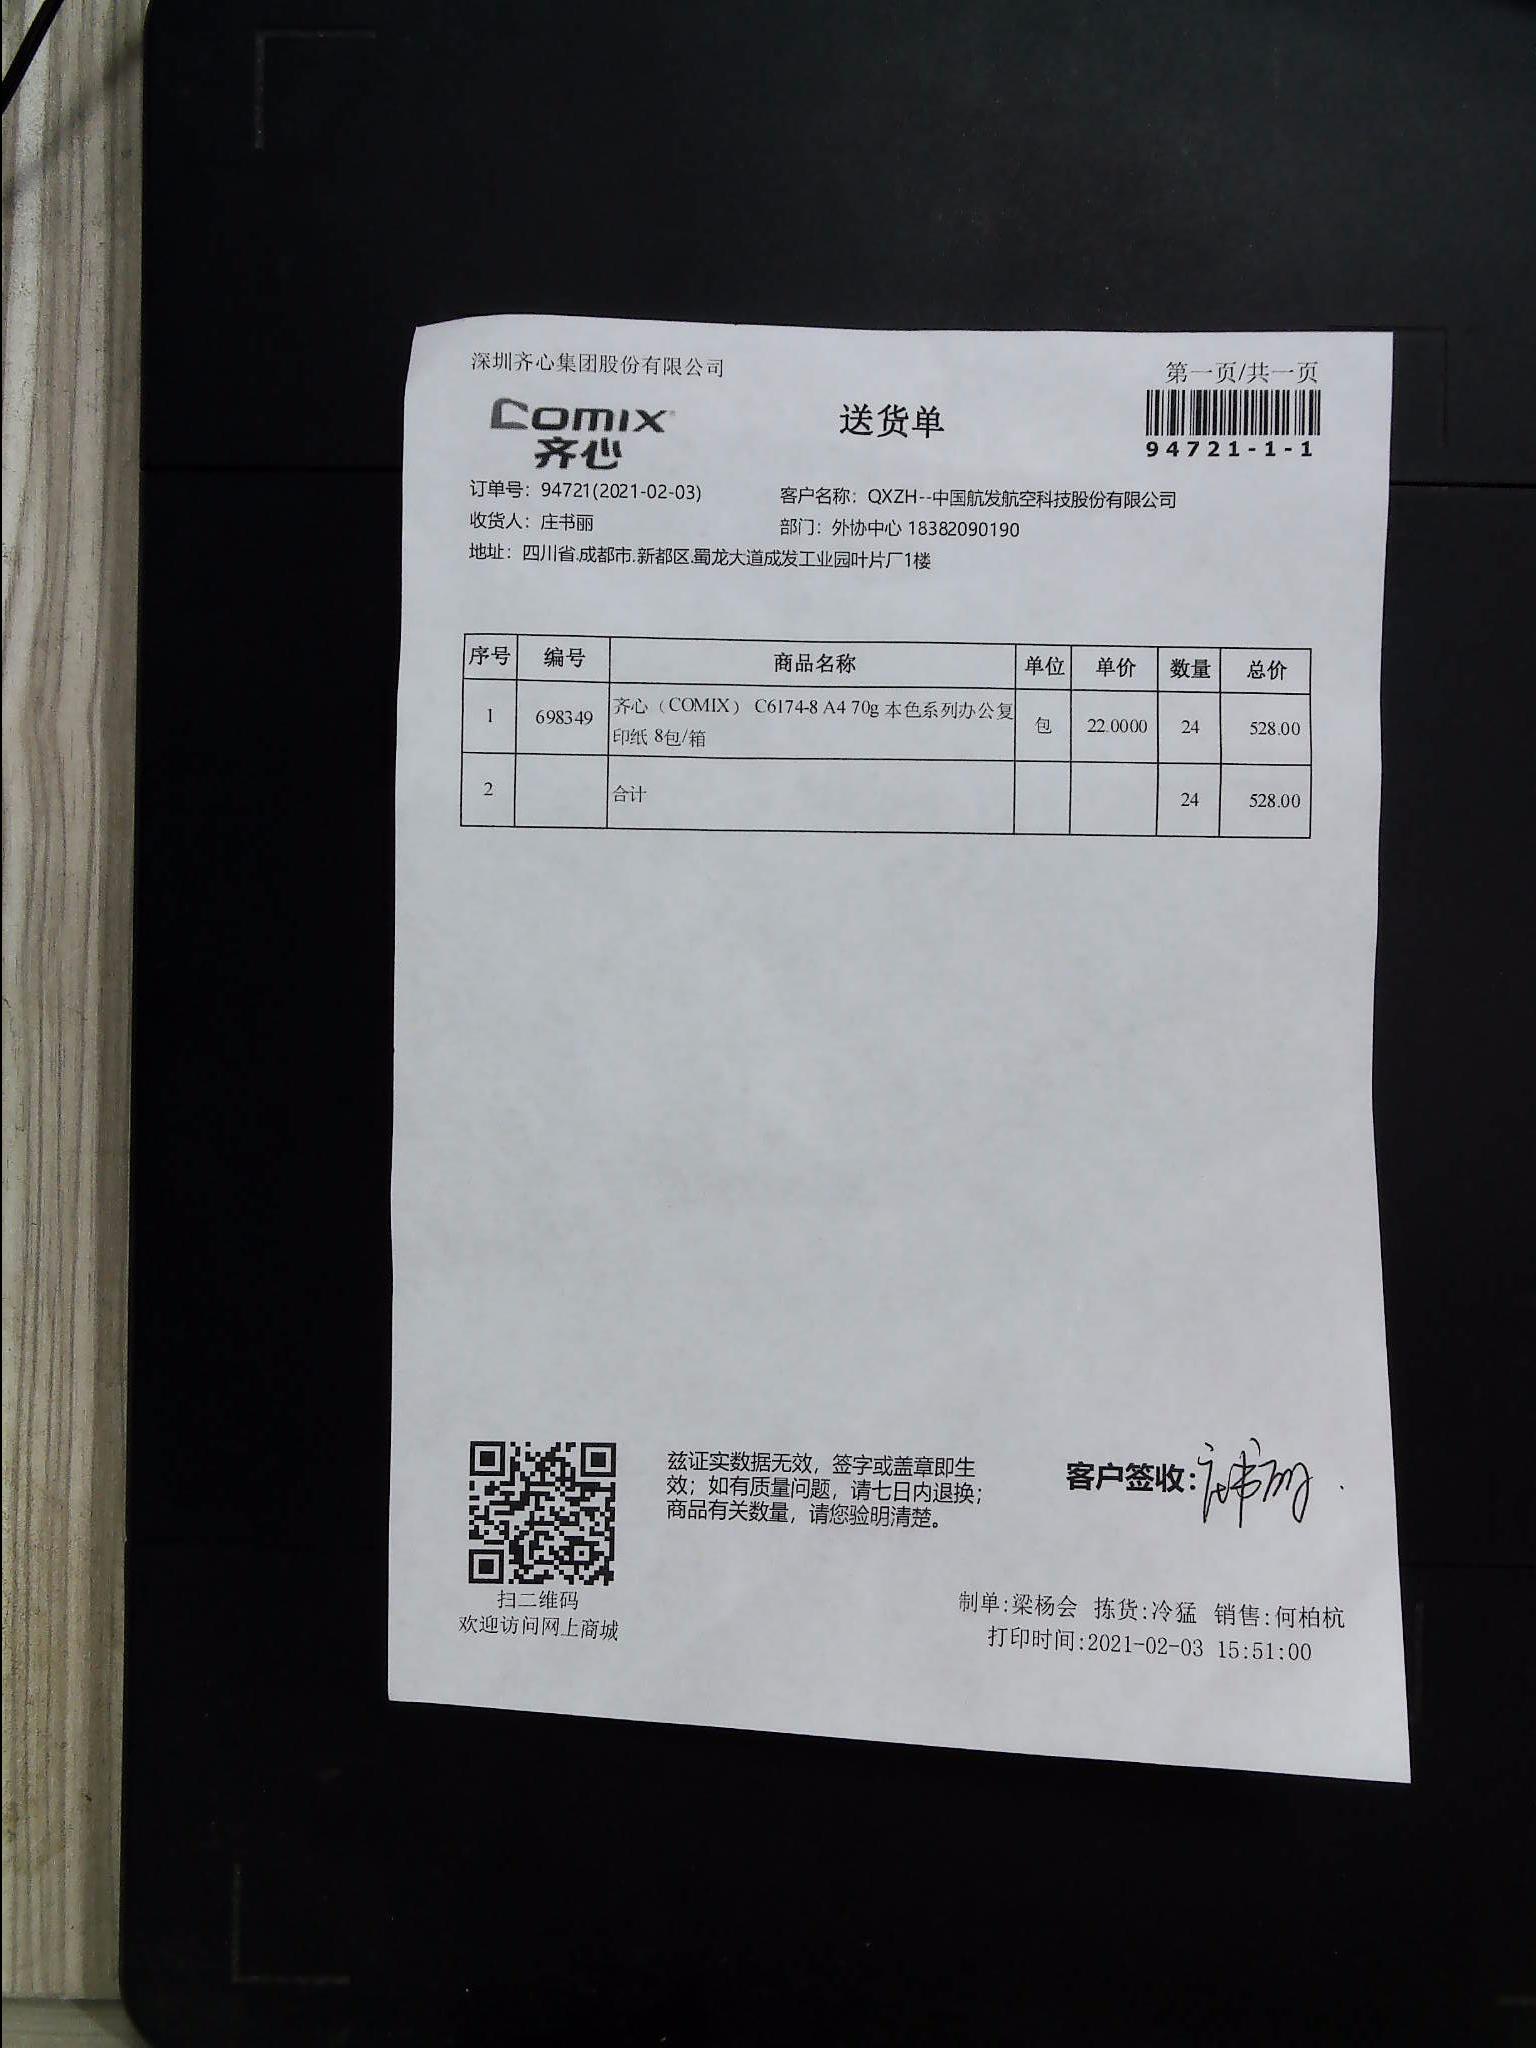 深圳齐心集团股份有限公司
第一页/共一页
COMIX
齐心
送货单
94721-1-1
订单号：94721(2021-02-03)
客户名称：QXZH--中国航发航空科技股份有限公司
收货人：庄书丽
部门：外协中心 18382090190
地址：四川省.成都市.新都区.蜀龙大道成发工业园叶片厂1楼
序号 编号 商品名称 单位 单价 数量 总价
1 698349 齐心（COMIX） C6174-8 A4 70g 本色系列办公复 包 22.0000 24 528.00
印纸 8包/箱
2 合计 24 528.00
兹证实数据无效，签字或盖章即生
效；如有质量问题，请七日内退换；
商品有关数量，请您验明清楚。
客户签收:
扫二维码
欢迎访问网上商城
制单:梁杨会 拣货:冷猛 销售:何柏杭
打印时间:2021-02-03 15:51:00